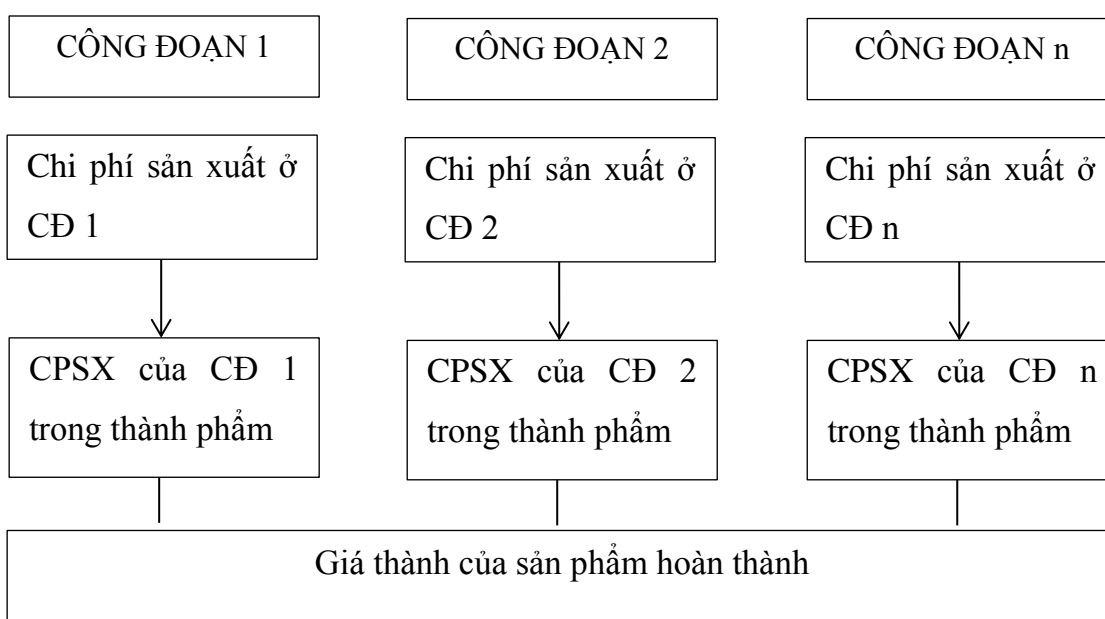 CÔNG ĐOẠN 1
CÔNG ĐOẠN 2
CÔNG ĐOẠN n
Chi phí sản xuất ở
CĐ 1
Chi phí sản xuất ở
CĐ 2
Chi phí sản xuất ở
CĐ n
CPSX của CĐ 1
trong thành phẩm
CPSX của CĐ 2
trong thành phẩm
CPSX của CĐ n
trong thành phẩm
Giá thành của sản phẩm hoàn thành